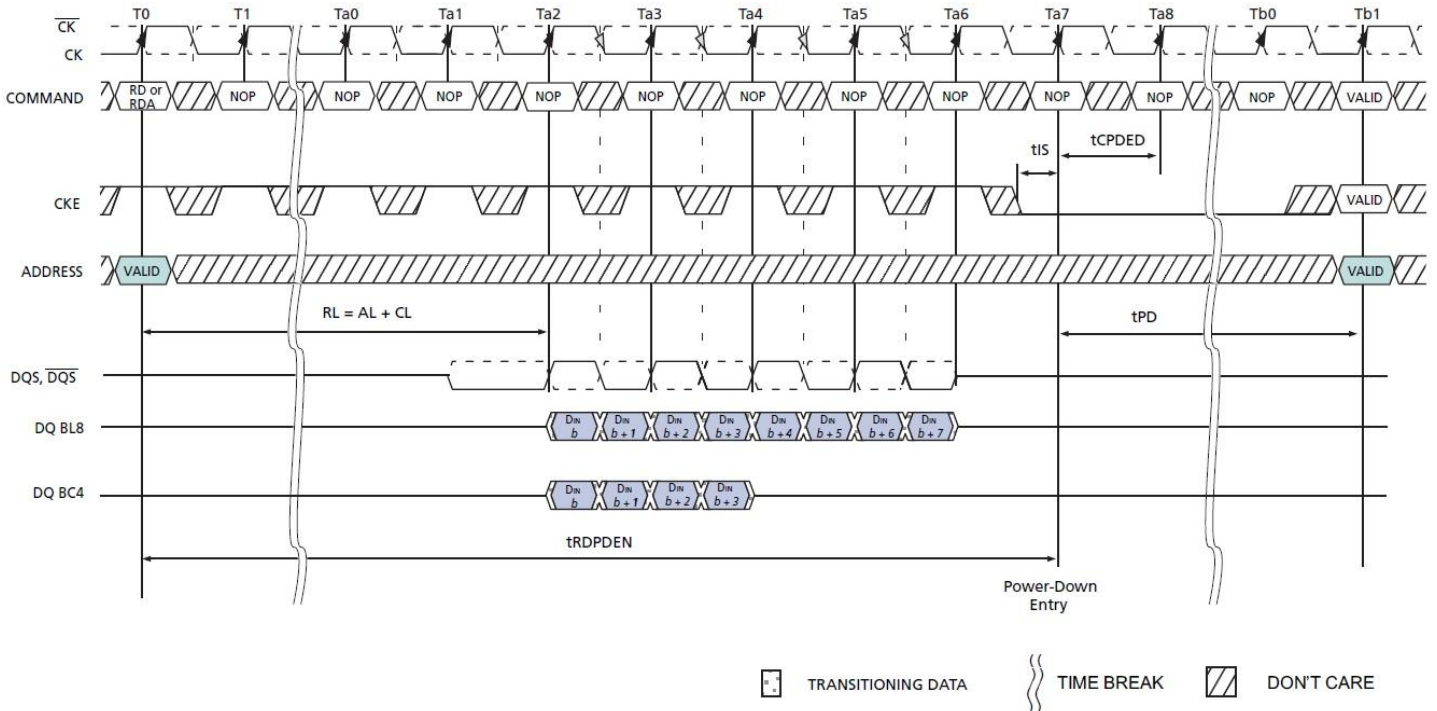 T0 T1 Ta0 Ta1 Ta2 Ta3 Ta4 Ta5 Ta6 Ta7 Ta8 Tb0 Tb1
CK
CK
COMMAND RD or RDA NOP NOP NOP NOP NOP NOP NOP NOP NOP NOP NOP VALID
tIS tCPDED
CKE VALID
ADDRESS VALID VALID
RL = AL + CL tPD
DQS, DQS
DQ BL8 DIN b DIN b + 1 DIN b + 2 DIN b + 3 DIN b + 4 DIN b + 5 DIN b + 6 DIN b + 7
DQ BC4 DIN b DIN b + 1 DIN b + 2 DIN b + 3
tRDPDEN
Power-Down
Entry
TRANSITIONING DATA TIME BREAK DON'T CARE